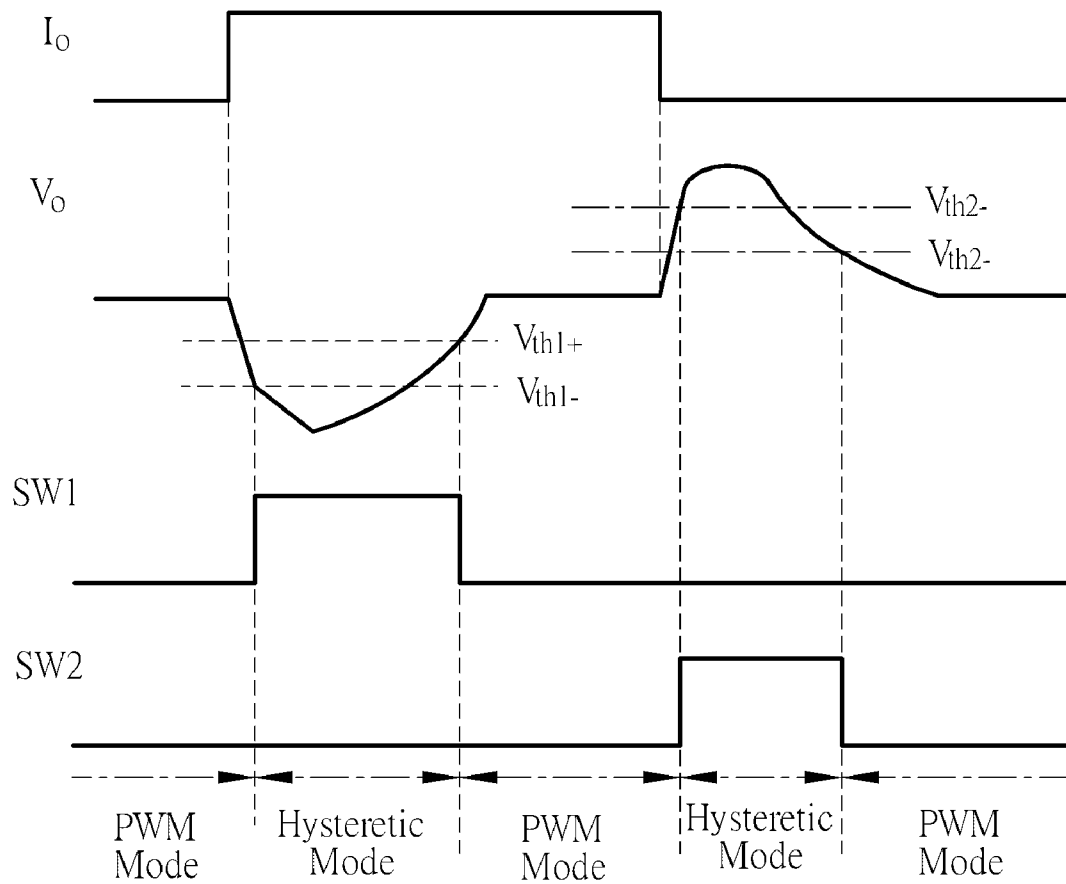 Io
Vo
Vth2-
Vth2-
Vth1+
Vth1-
SW1
SW2
PWM
Mode
Hysteretic
Mode
PWM
Mode
Hysteretic
Mode
PWM
Mode